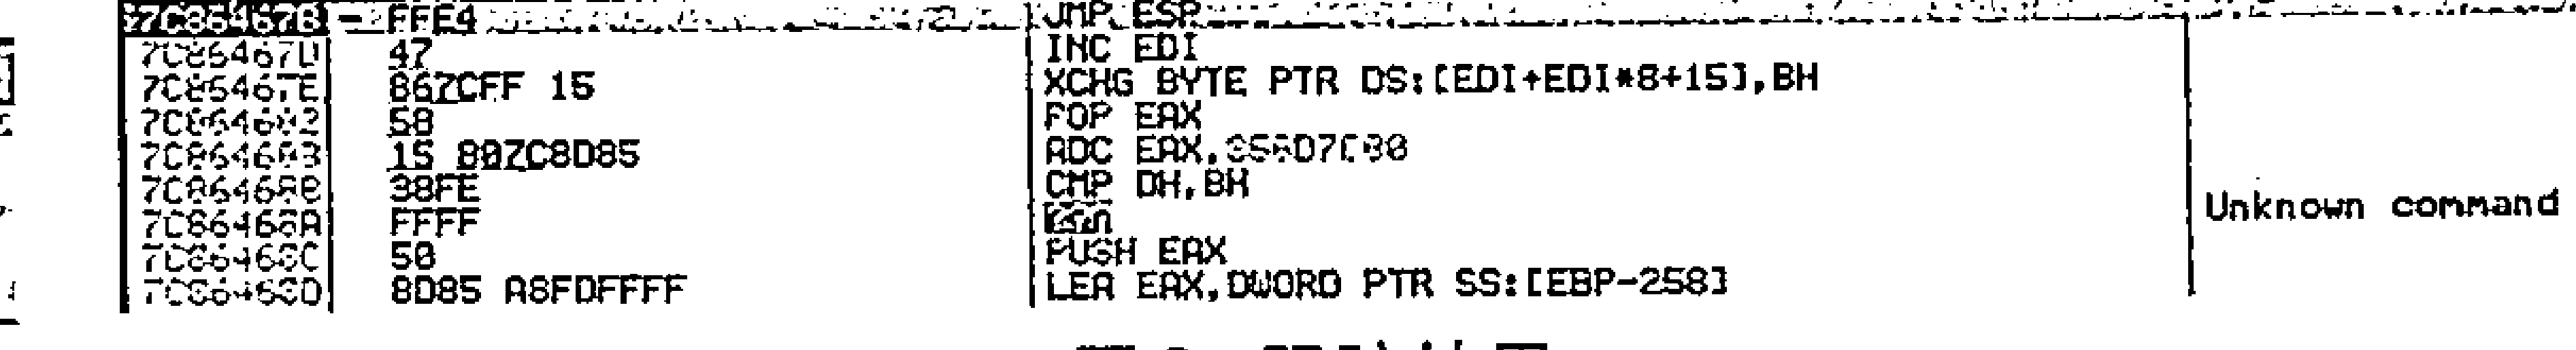 7C86467B - FFE4 JMP ESP
7C86467D 47 INC EDI
7C86467E 867CFF 15 XCHG BYTE PTR DS:[EDI+EDI*8+15],BH
7C864682 58 POP EAX
7C864683 15 807C8D85 ADC EAX,858D7C80
7C864688 38FE CMP DH,BH
7C86468A FFFF ??? Unknown command
7C86468C 50 PUSH EAX
7C86468D 8D85 A8FDFFFF LEA EAX,DWORD PTR SS:[EBP-258]